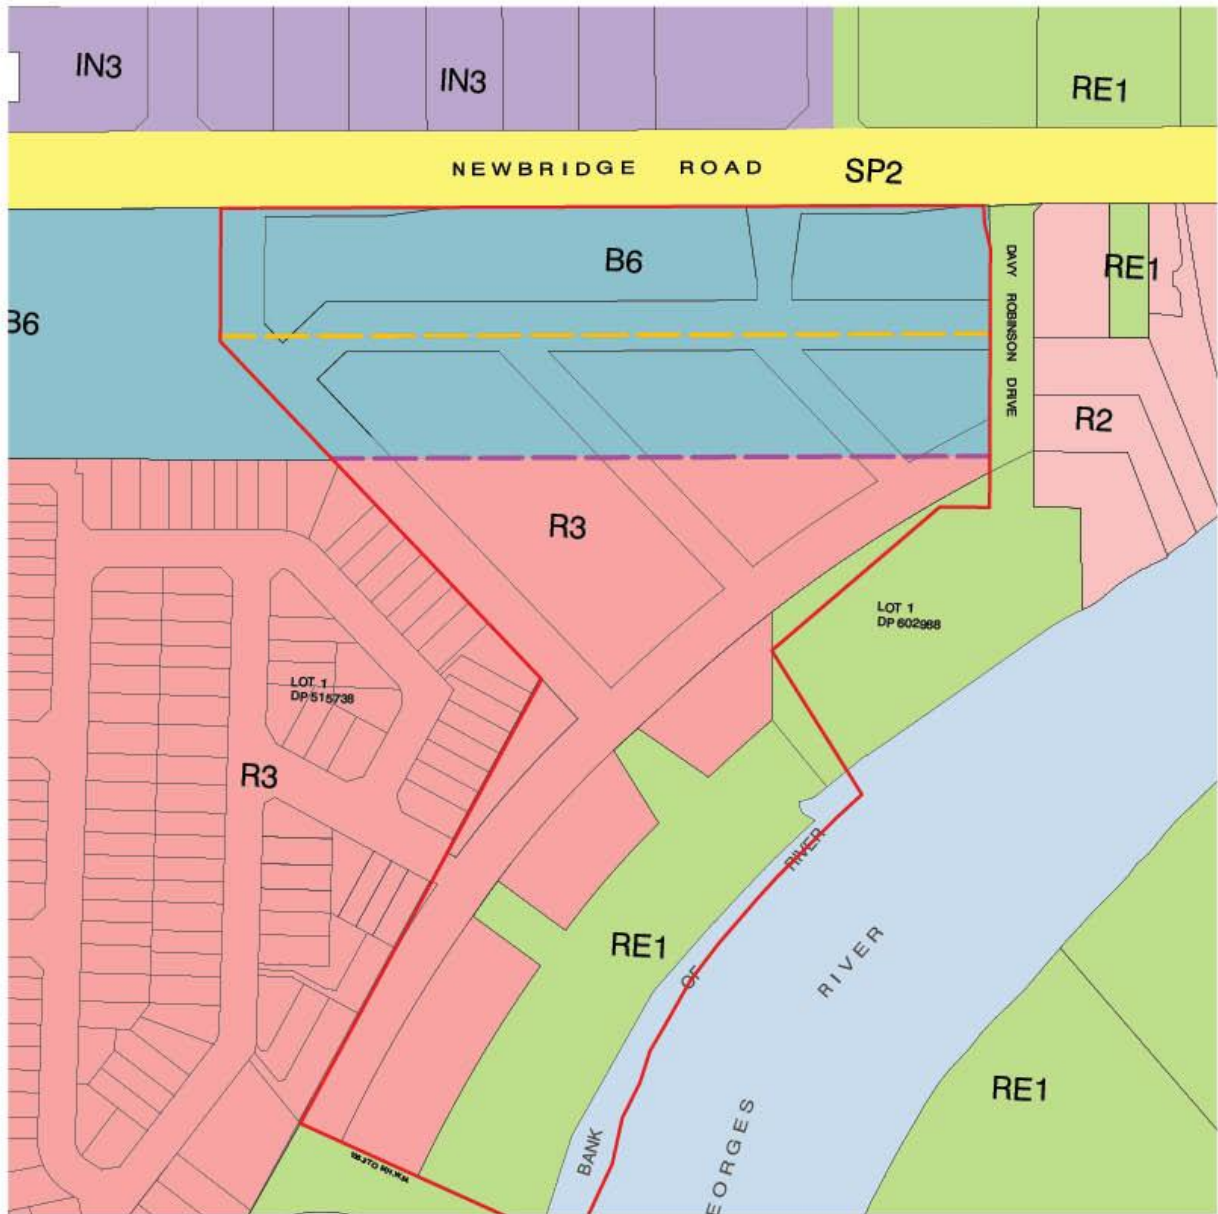 IN3
IN3
RE1
NEWBRIDGE ROAD SP2
B6
RE1
B6
DAVY ROBINSON DRIVE
R2
R3
LOT 1
DP 602988
LOT 1
DP 515738
R3
RIVER
RE1
OF
RIVER
RE1
BANK
EORGES